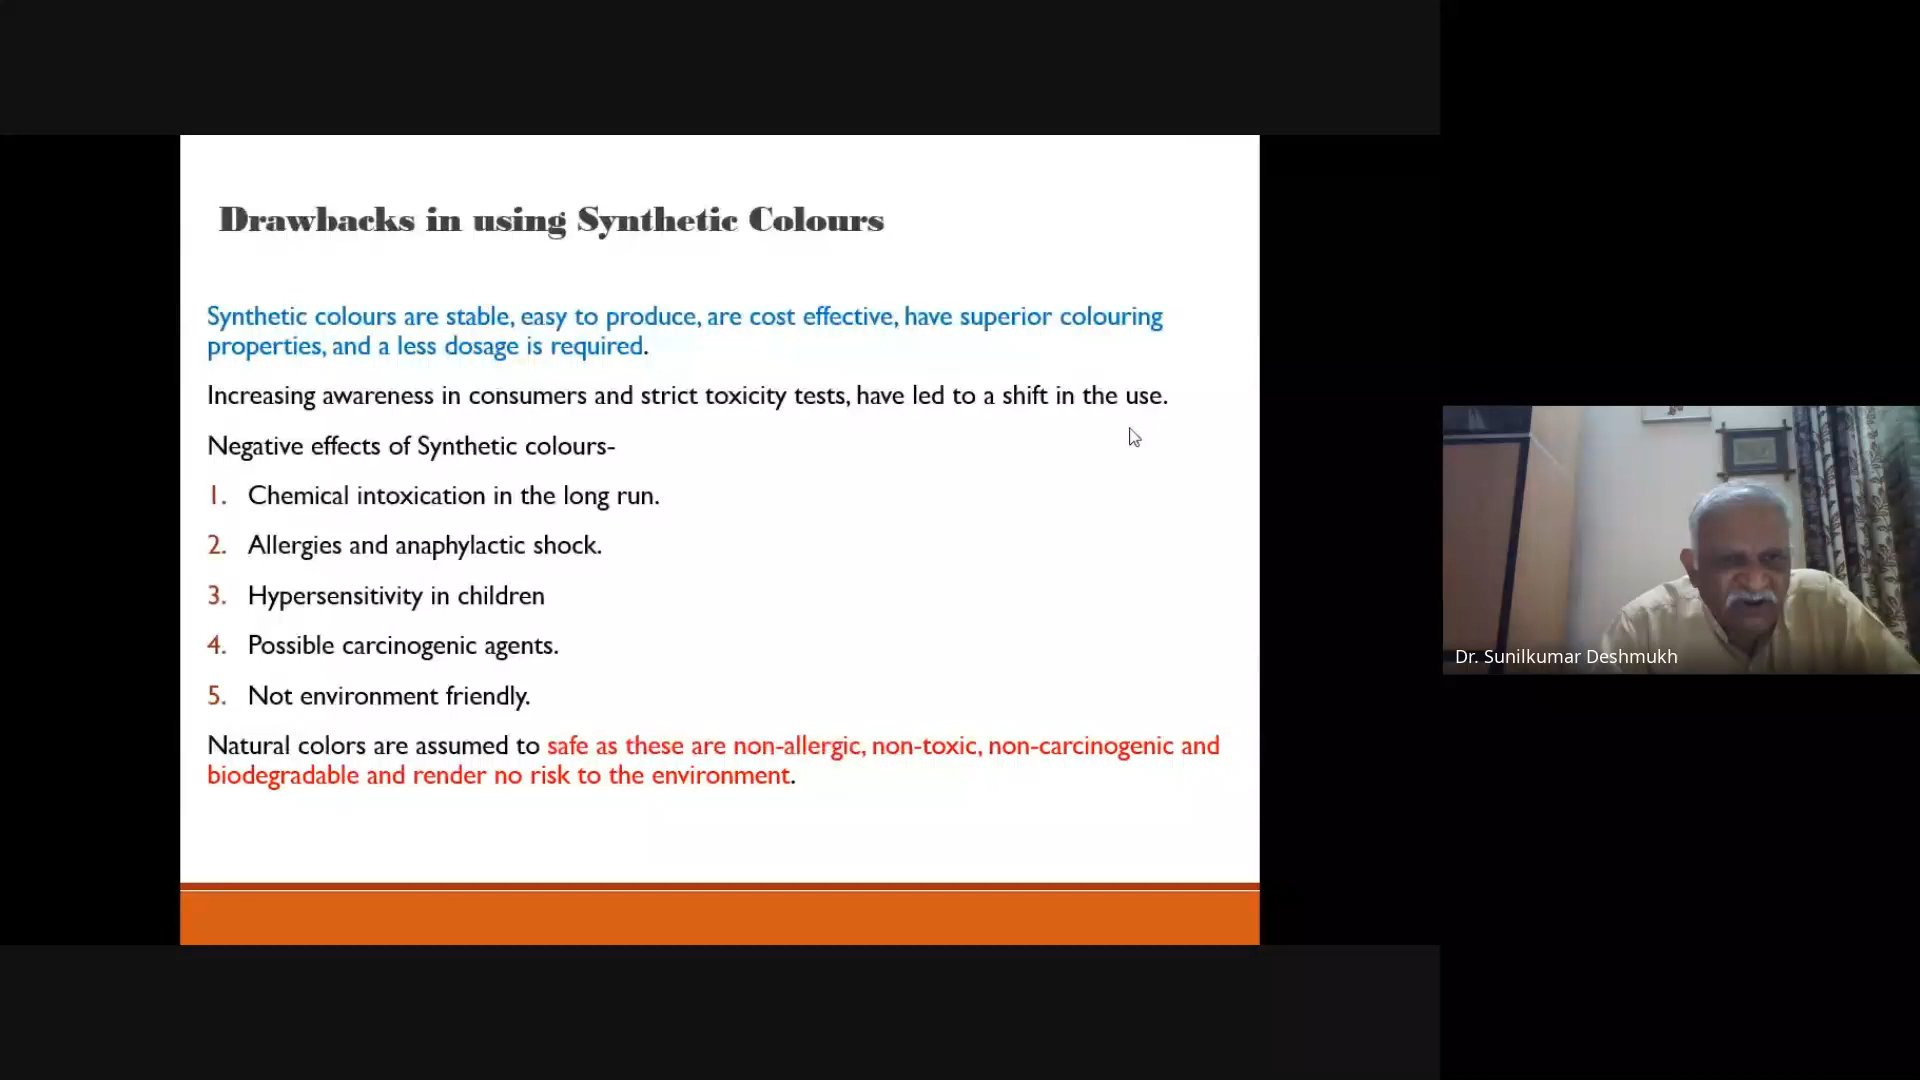 Drawbacks in using Synthetic Colours
Synthetic colours are stable, easy to produce, are cost effective, have superior colouring
properties, and a less dosage is required.
Increasing awareness in consumers and strict toxicity tests, have led to a shift in the use.
Negative effects of Synthetic colours-
1. Chemical intoxication in the long run.
2. Allergies and anaphylactic shock.
3. Hypersensitivity in children
4. Possible carcinogenic agents.
5. Not environment friendly.
Natural colors are assumed to safe as these are non-allergic, non-toxic, non-carcinogenic and
biodegradable and render no risk to the environment.
Dr. Sunilkumar Deshmukh